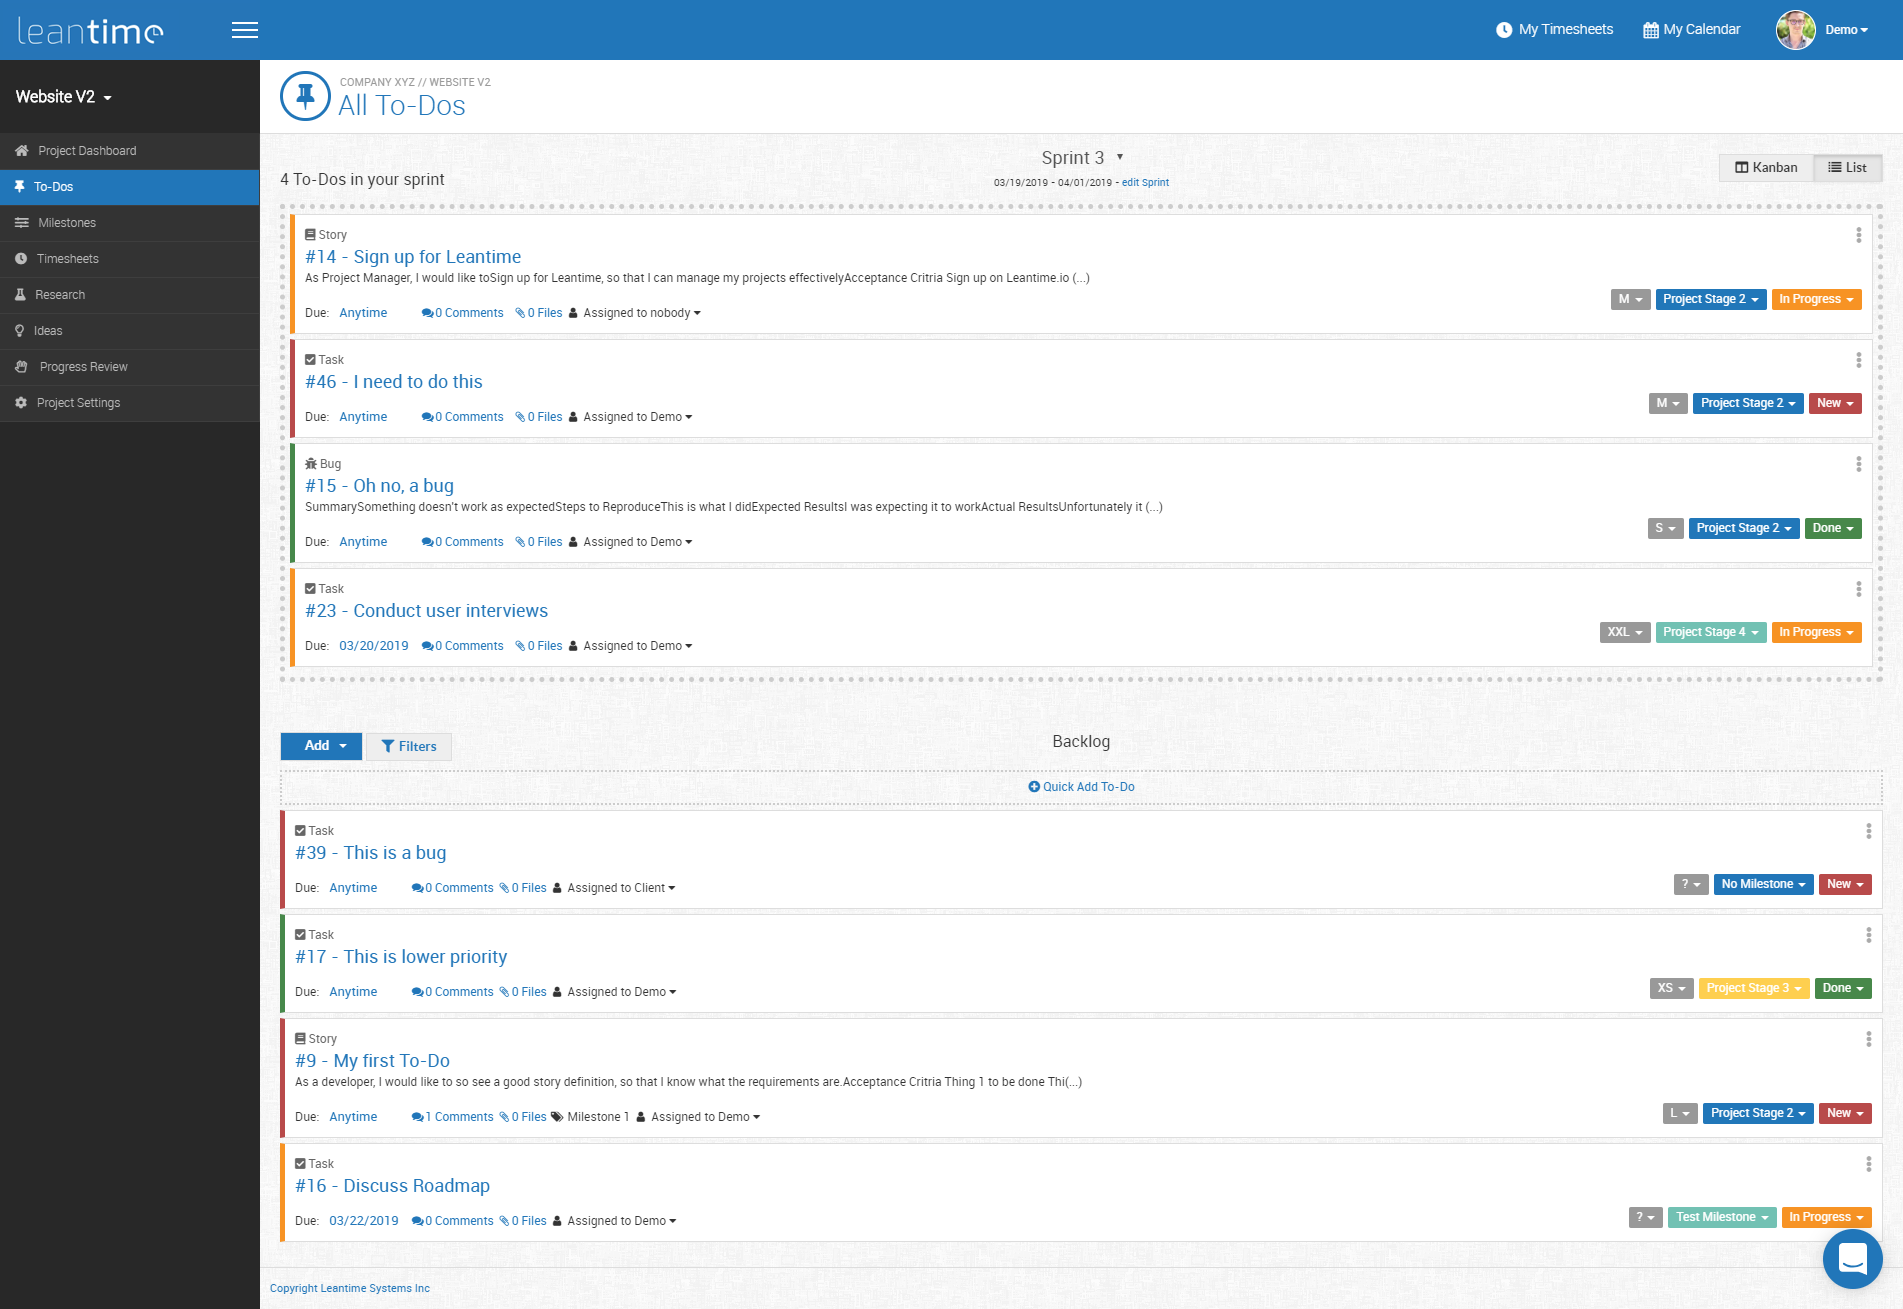 leantime
My Timesheets My Calendar Demo
Website V2
Project Dashboard
To-Dos
Milestones
Timesheets
Research
Ideas
Progress Review
Project Settings
COMPANY XYZ // WEBSITE V2
All To-Dos
4 To-Dos in your sprint
Sprint 3
03/19/2019 - 04/01/2019 - edit Sprint
Kanban List
Story
#14 - Sign up for Leantime
As Project Manager, I would like toSign up for Leantime, so that I can manage my projects effectivelyAcceptance Critria Sign up on Leantime.io (...)
Due: Anytime 0 Comments 0 Files Assigned to nobody
M Project Stage 2 In Progress
Task
#46 - I need to do this
Due: Anytime 0 Comments 0 Files Assigned to Demo
M Project Stage 2 New
Bug
#15 - Oh no, a bug
SummarySomething doesn't work as expectedSteps to ReproduceThis is what I didExpected ResultsI was expecting it to workActual ResultsUnfortunately it (...)
Due: Anytime 0 Comments 0 Files Assigned to Demo
S Project Stage 2 Done
Task
#23 - Conduct user interviews
Due: 03/20/2019 0 Comments 0 Files Assigned to Demo
XXL Project Stage 4 In Progress
Add Filters
Backlog
Quick Add To-Do
Task
#39 - This is a bug
Due: Anytime 0 Comments 0 Files Assigned to Client
? No Milestone New
Task
#17 - This is lower priority
Due: Anytime 0 Comments 0 Files Assigned to Demo
XS Project Stage 3 Done
Story
#9 - My first To-Do
As a developer, I would like to so see a good story definition, so that I know what the requirements are.Acceptance Critria Thing 1 to be done Thi(...)
Due: Anytime 1 Comments 0 Files Milestone 1 Assigned to Demo
L Project Stage 2 New
Task
#16 - Discuss Roadmap
Due: 03/22/2019 0 Comments 0 Files Assigned to Demo
? Test Milestone In Progress
Copyright Leantime Systems Inc